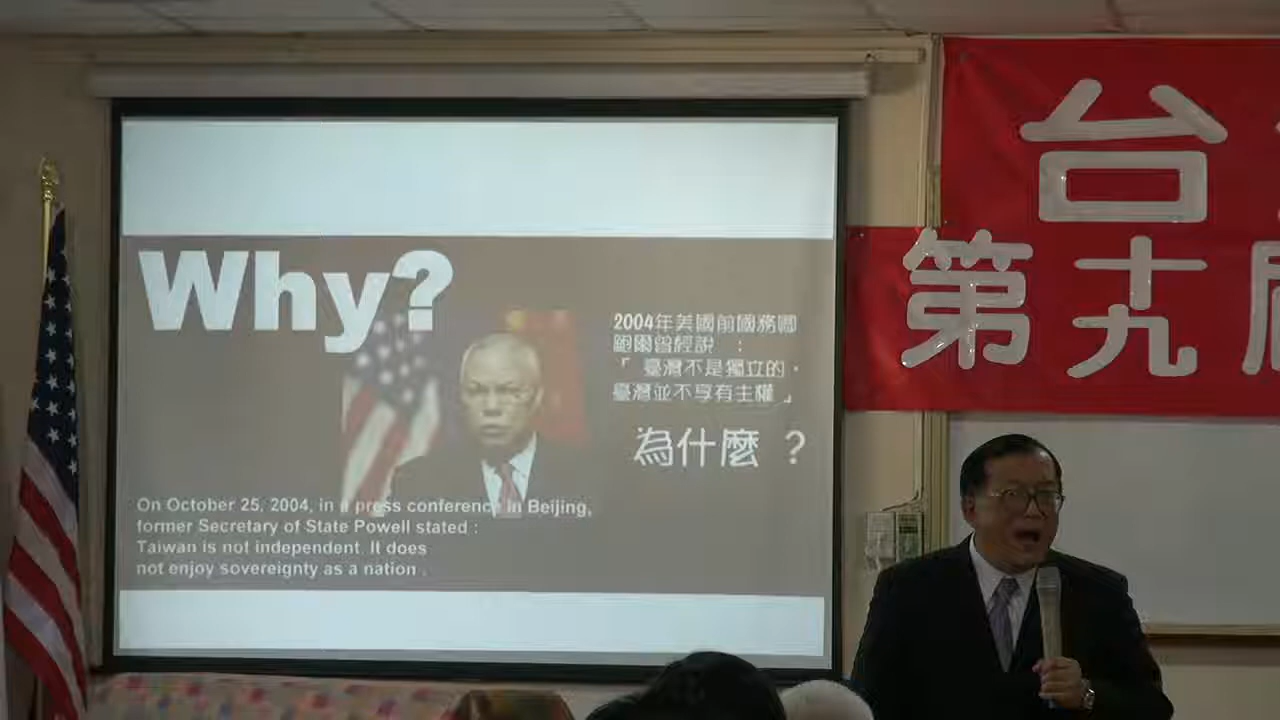 Why?
2004年美國前國務卿
鮑爾曾經說 ：
「 臺灣不是獨立的，
臺灣並不享有主權 」
為什麼 ？
On October 25, 2004, in a press conference in Beijing,
former Secretary of State Powell stated :
Taiwan is not independent. It does
not enjoy sovereignty as a nation .
台
第十九屆